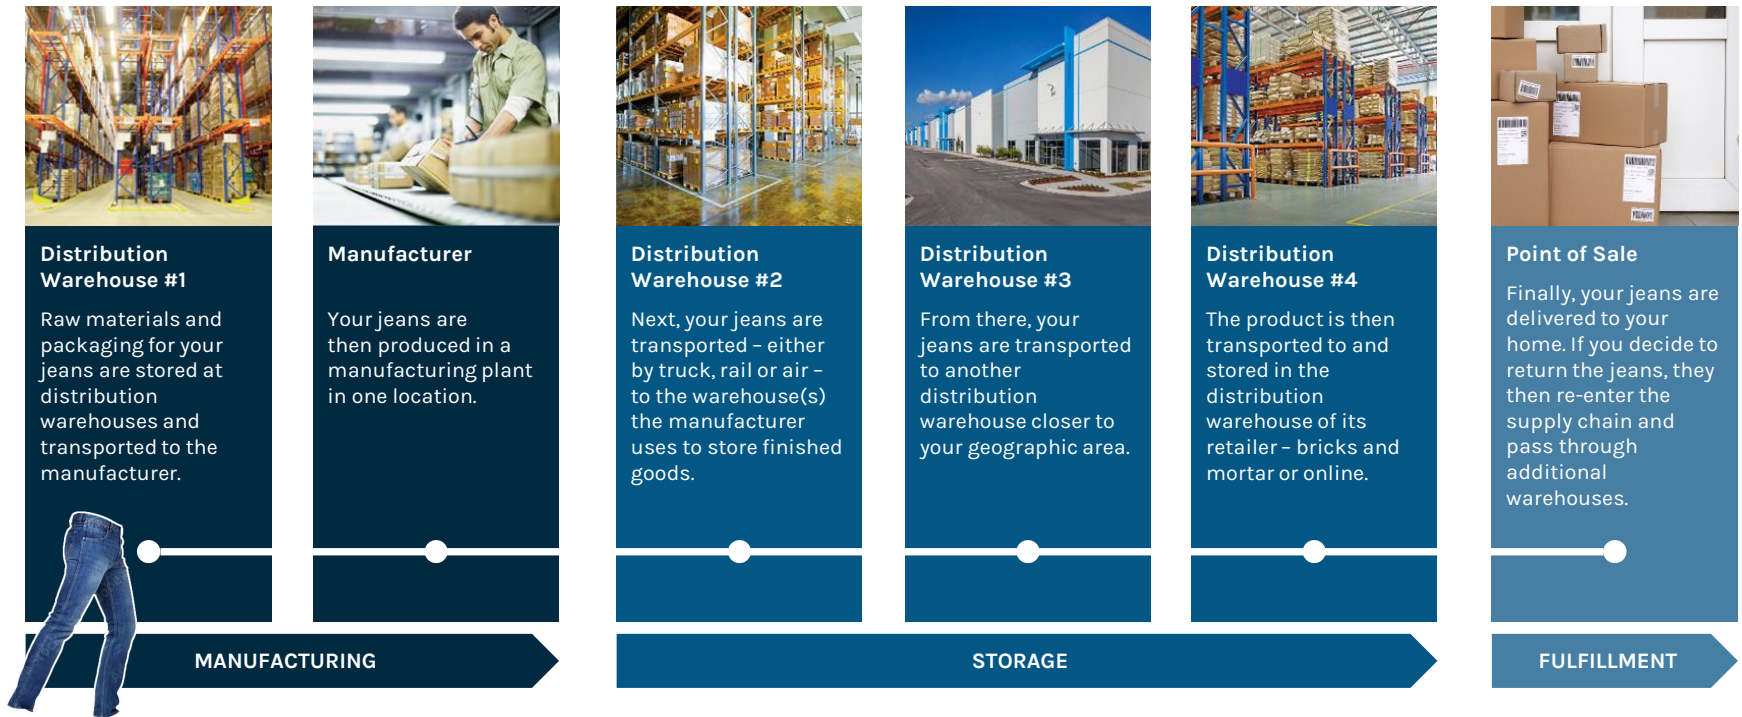 Distribution
Warehouse #1
Raw materials and
packaging for your
jeans are stored at
distribution
warehouses and
transported to the
manufacturer.
Manufacturer
Your jeans are
then produced in a
manufacturing plant
in one location.
Distribution
Warehouse #2
Next, your jeans are
transported – either
by truck, rail or air –
to the warehouse(s)
the manufacturer
uses to store finished
goods.
Distribution
Warehouse #3
From there, your
jeans are transported
to another
distribution
warehouse closer to
your geographic area.
Distribution
Warehouse #4
The product is then
transported to and
stored in the
distribution
warehouse of its
retailer – bricks and
mortar or online.
Point of Sale
Finally, your jeans are
delivered to your
home. If you decide to
return the jeans, they
then re-enter the
supply chain and
pass through
additional
warehouses.
MANUFACTURING
STORAGE
FULFILLMENT